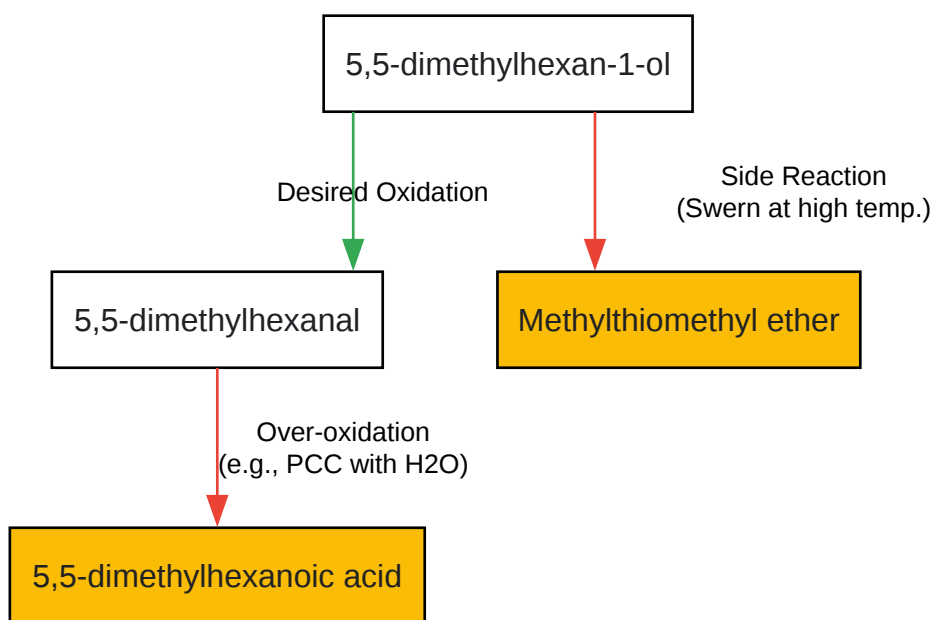 5,5-dimethylhexan-1-ol
Desired Oxidation
Side Reaction
(Swern at high temp.)
5,5-dimethylhexanal
Methylthiomethyl ether
Over-oxidation
(e.g., PCC with H2O)
5,5-dimethylhexanoic acid